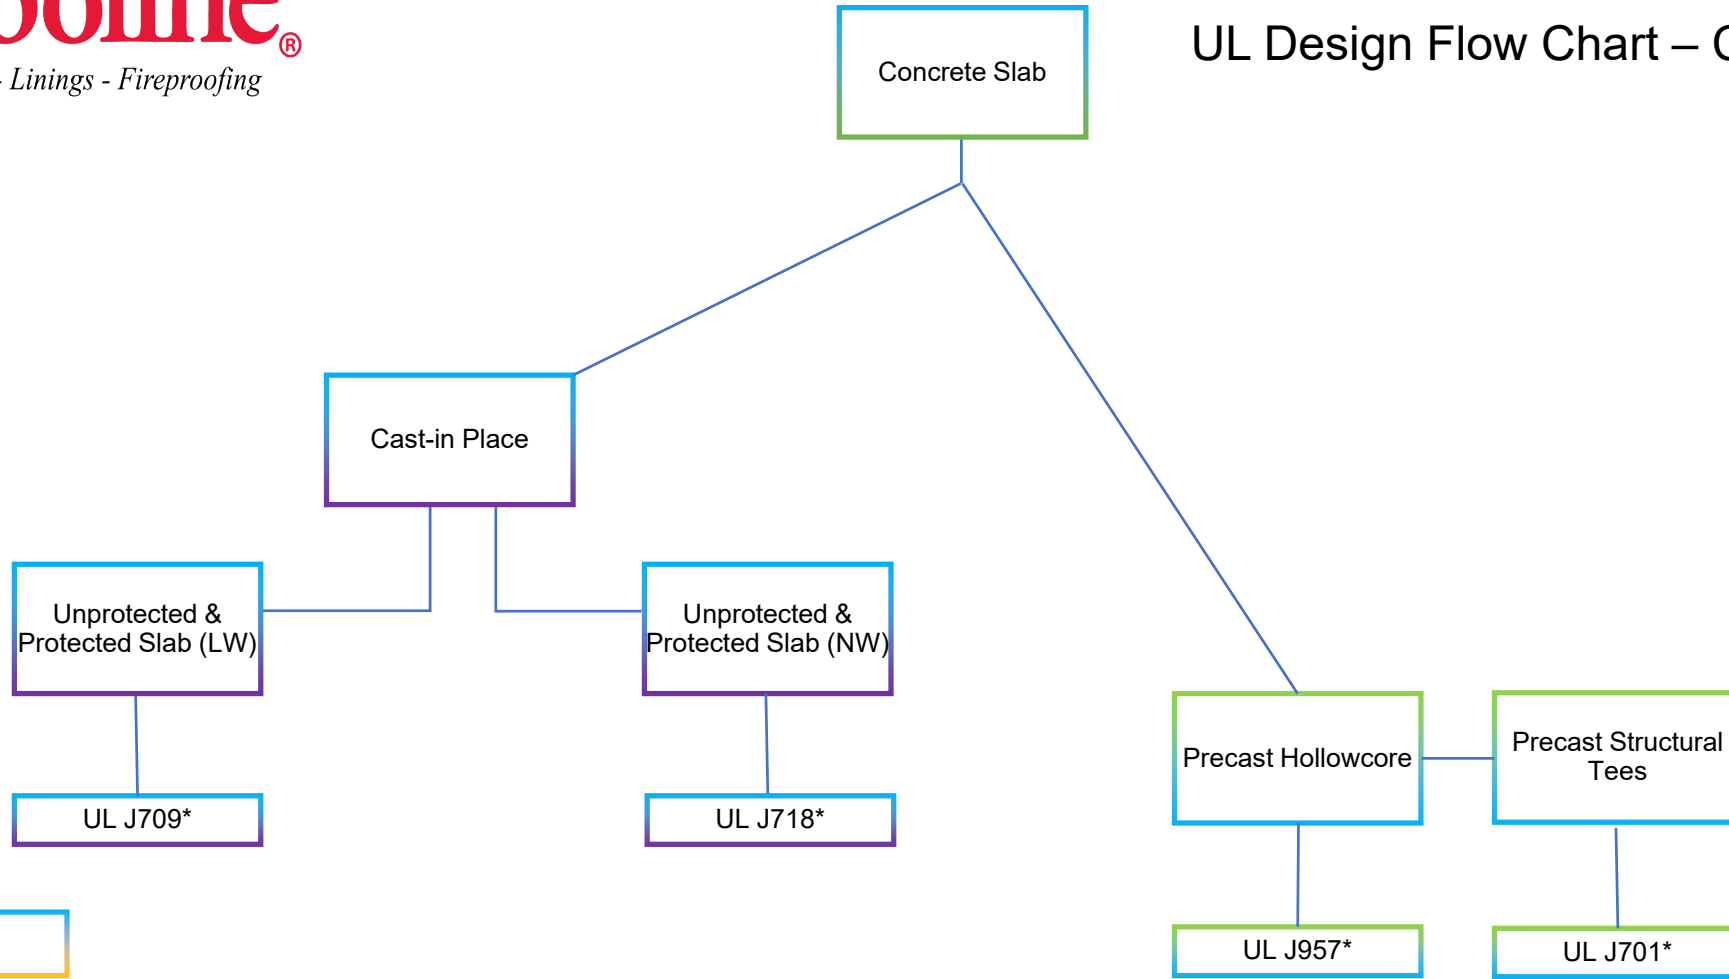 - Linings - Fireproofing
UL Design Flow Chart –
Concrete Slab
Cast-in Place
Unprotected &
Protected Slab (LW)
Unprotected &
Protected Slab (NW)
UL J709*
UL J718*
Precast Hollowcore
Precast Structural
Tees
UL J957*
UL J701*